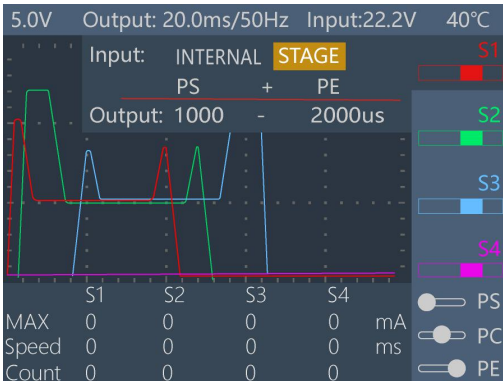 5.0V Output: 20.0ms/50Hz Input:22.2V 40℃
Input: INTERNAL STAGE
PS + PE
Output: 1000 - 2000us
S1
S2
S3
S4
S1 S2 S3 S4
MAX 0 0 0 0 mA
Speed 0 0 0 0 ms
Count 0 0 0 0
PS
PC
PE